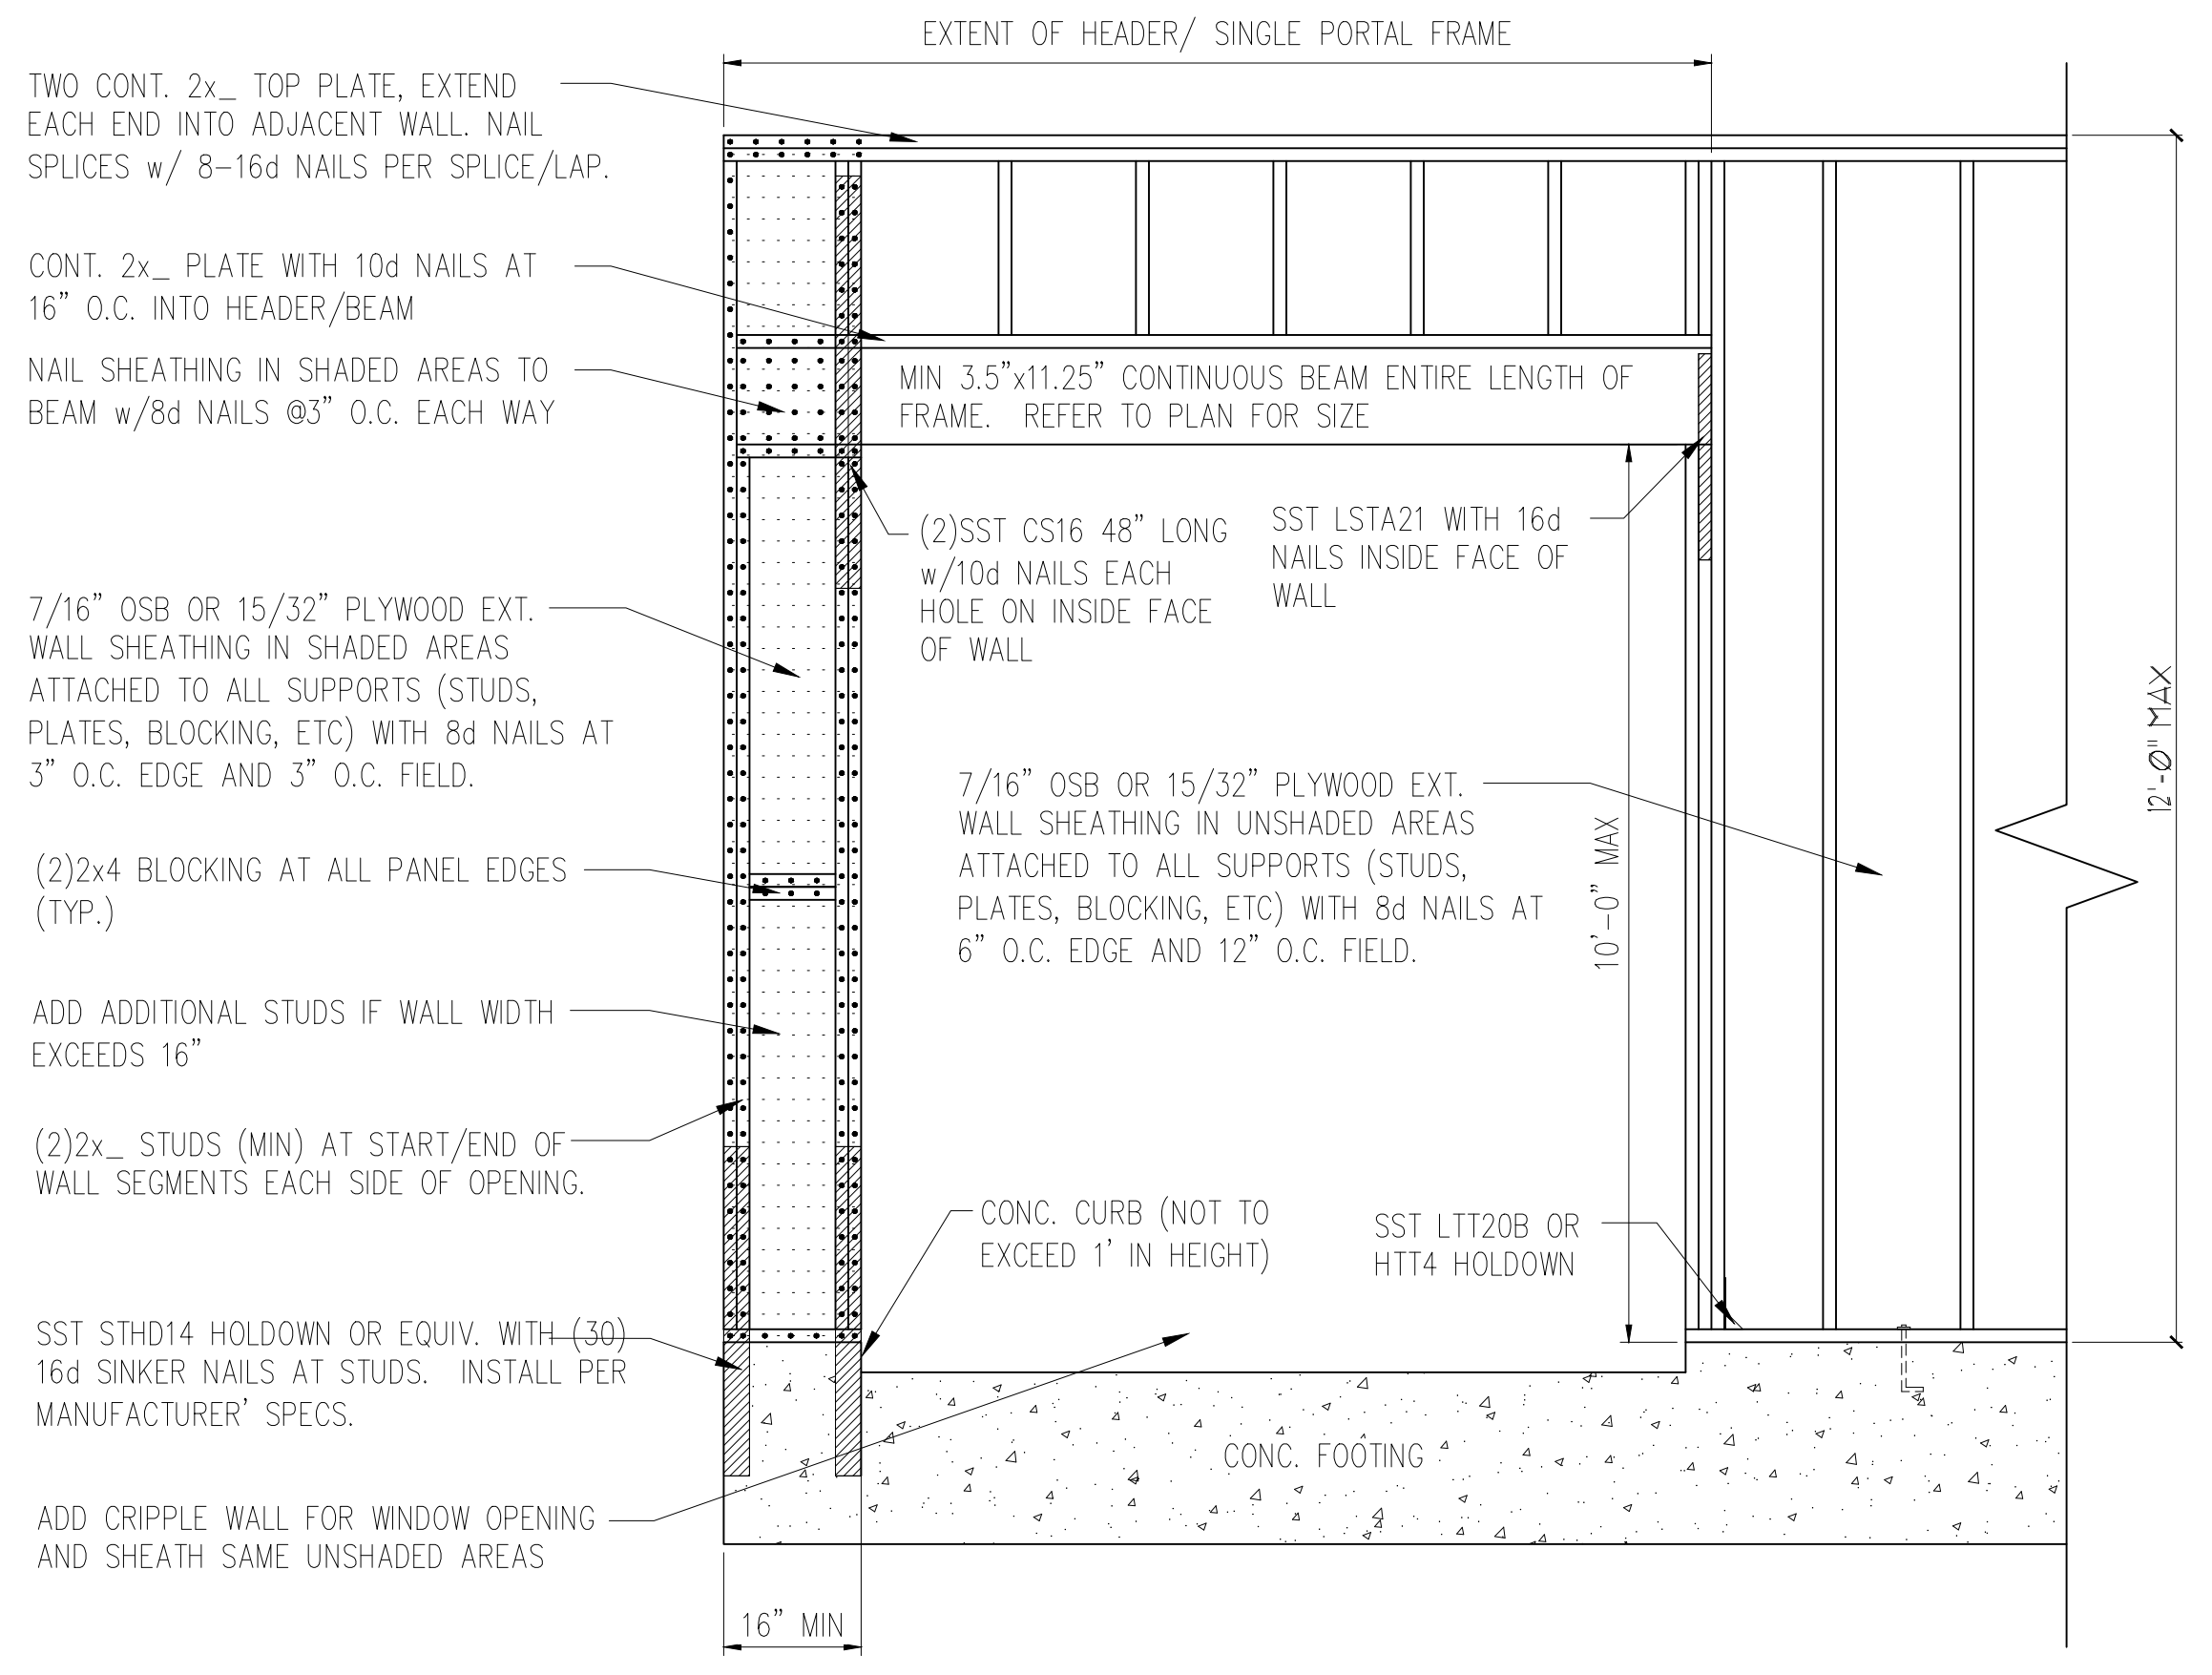 EXTENT OF HEADER/ SINGLE PORTAL FRAME
TWO CONT. 2x_ TOP PLATE, EXTEND
EACH END INTO ADJACENT WALL. NAIL
SPLICES w/ 8-16d NAILS PER SPLICE/LAP.
CONT. 2x_ PLATE WITH 10d NAILS AT
16" O.C. INTO HEADER/BEAM
NAIL SHEATHING IN SHADED AREAS TO
BEAM w/8d NAILS @3" O.C. EACH WAY
MIN 3.5"x11.25" CONTINUOUS BEAM ENTIRE LENGTH OF
FRAME. REFER TO PLAN FOR SIZE
(2)SST CS16 48" LONG
w/10d NAILS EACH
HOLE ON INSIDE FACE
OF WALL
SST LSTA21 WITH 16d
NAILS INSIDE FACE OF
WALL
7/16" OSB OR 15/32" PLYWOOD EXT.
WALL SHEATHING IN SHADED AREAS
ATTACHED TO ALL SUPPORTS (STUDS,
PLATES, BLOCKING, ETC) WITH 8d NAILS AT
3" O.C. EDGE AND 3" O.C. FIELD.
7/16" OSB OR 15/32" PLYWOOD EXT.
WALL SHEATHING IN UNSHADED AREAS
ATTACHED TO ALL SUPPORTS (STUDS,
PLATES, BLOCKING, ETC) WITH 8d NAILS AT
6" O.C. EDGE AND 12" O.C. FIELD.
10'-0" MAX
12'-0" MAX
(2)2x4 BLOCKING AT ALL PANEL EDGES
(TYP.)
ADD ADDITIONAL STUDS IF WALL WIDTH
EXCEEDS 16"
(2)2x_ STUDS (MIN) AT START/END OF
WALL SEGMENTS EACH SIDE OF OPENING.
CONC. CURB (NOT TO
EXCEED 1' IN HEIGHT)
SST LTT20B OR
HTT4 HOLDOWN
SST STHD14 HOLDOWN OR EQUIV. WITH (30)
16d SINKER NAILS AT STUDS. INSTALL PER
MANUFACTURER' SPECS.
CONC. FOOTING
ADD CRIPPLE WALL FOR WINDOW OPENING
AND SHEATH SAME UNSHADED AREAS
16" MIN